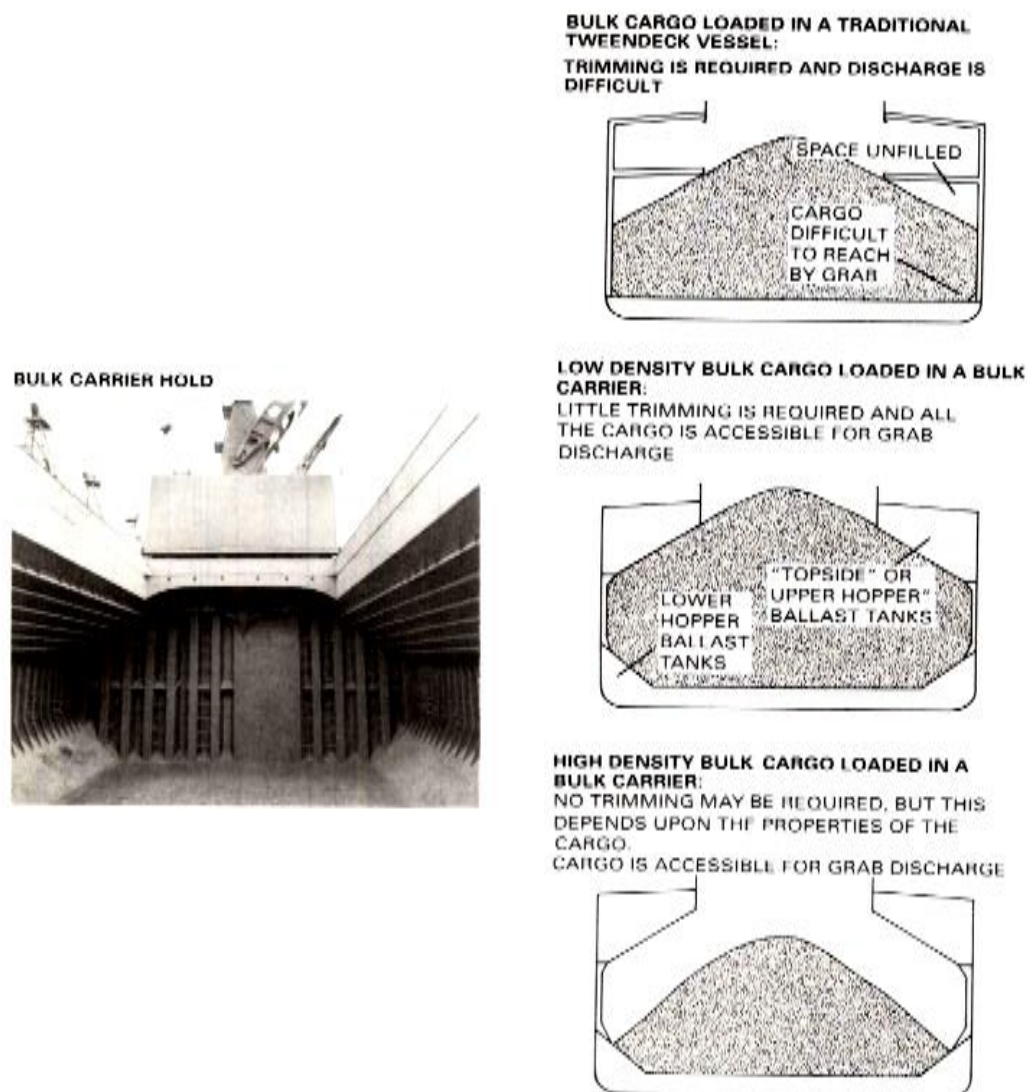 BULK CARGO LOADED IN A TRADITIONAL
TWEENDECK VESSEL:
TRIMMING IS REQUIRED AND DISCHARGE IS
DIFFICULT
SPACE UNFILLED
CARGO
DIFFICULT
TO REACH
BY GRAB
BULK CARRIER HOLD
LOW DENSITY BULK CARGO LOADED IN A BULK
CARRIER:
LITTLE TRIMMING IS REQUIRED AND ALL
THE CARGO IS ACCESSIBLE FOR GRAB
DISCHARGE
"TOPSIDE" OR
UPPER HOPPER"
BALLAST TANKS
LOWER
HOPPER
BALLAST
TANKS
HIGH DENSITY BULK CARGO LOADED IN A
BULK CARRIER:
NO TRIMMING MAY BE REQUIRED, BUT THIS
DEPENDS UPON THE PROPERTIES OF THE
CARGO.
CARGO IS ACCESSIBLE FOR GRAB DISCHARGE